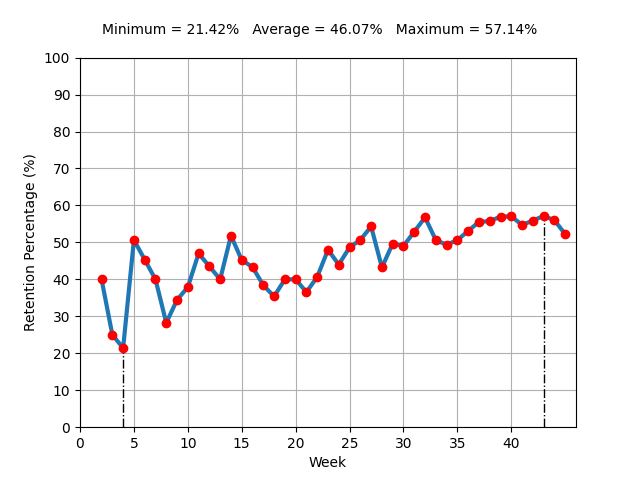 Minimum = 21.42%   Average = 46.07%   Maximum = 57.14%
100
90
80
70
60
50
40
30
20
10
0
Retention Percentage (%)
0 5 10 15 20 25 30 35 40
Week